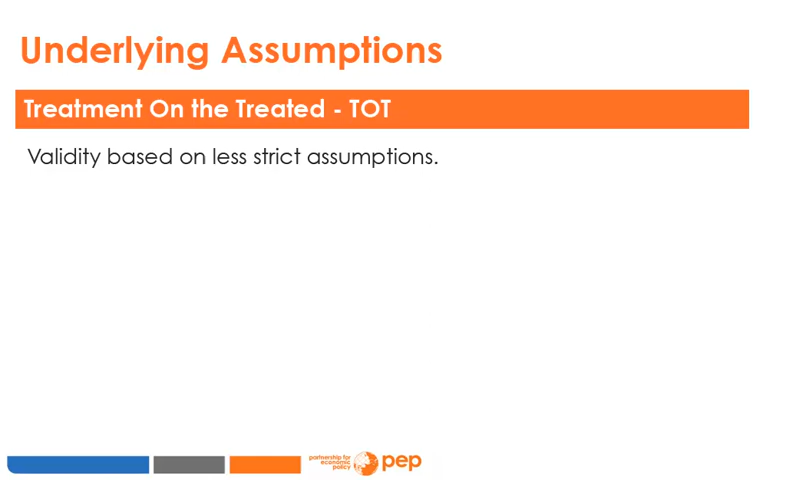 Underlying Assumptions
Treatment On the Treated - TOT
Validity based on less strict assumptions.
partnership for
economic
policy
pep